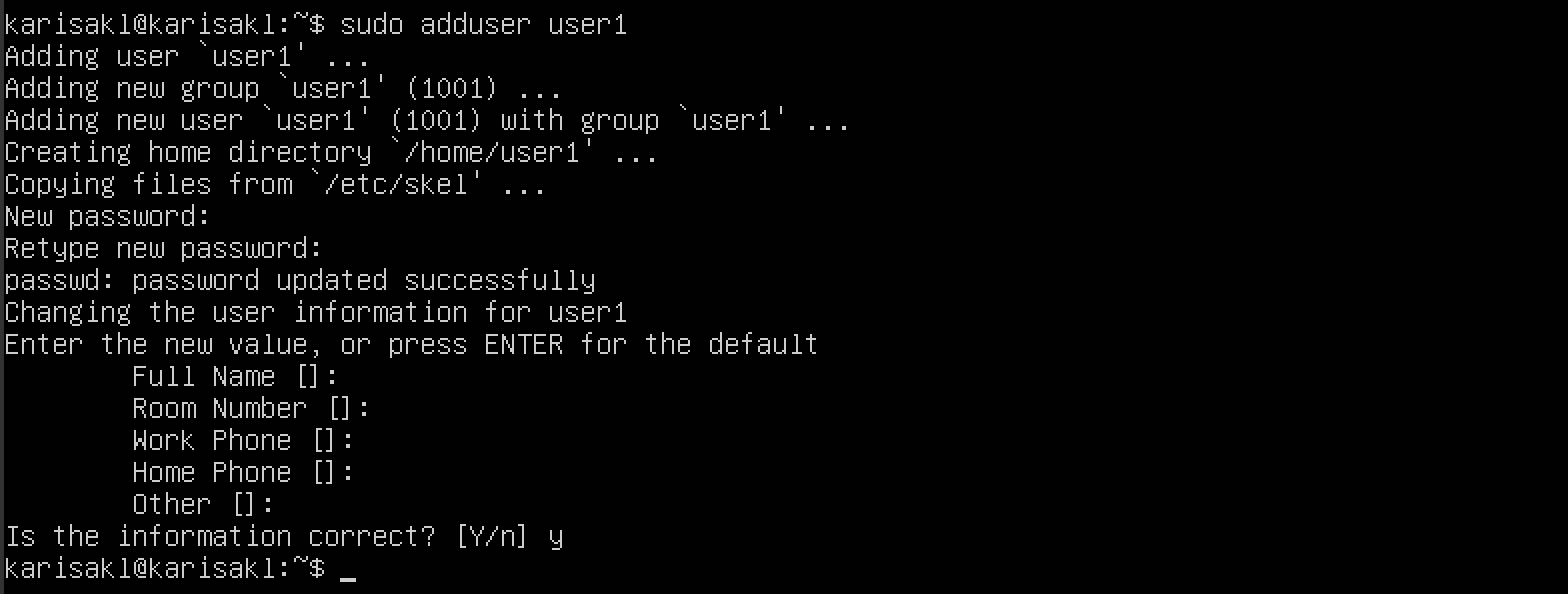 karisakl@karisakl:~$ sudo adduser user1
Adding user `user1' ...
Adding new group `user1' (1001) ...
Adding new user `user1' (1001) with group `user1' ...
Creating home directory `/home/user1' ...
Copying files from `/etc/skel' ...
New password:
Retype new password:
passwd: password updated successfully
Changing the user information for user1
Enter the new value, or press ENTER for the default
        Full Name []:
        Room Number []:
        Work Phone []:
        Home Phone []:
        Other []:
Is the information correct? [Y/n] y
karisakl@karisakl:~$ _